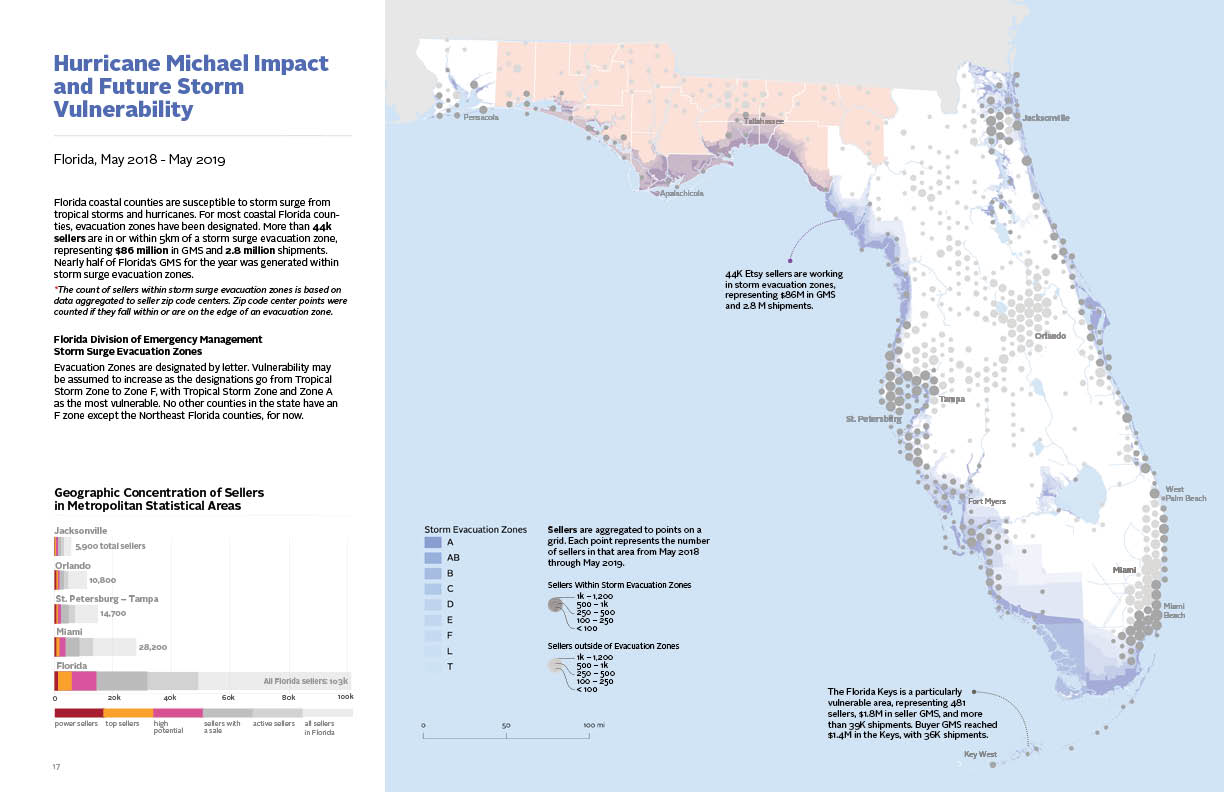 Hurricane Michael Impact
and Future Storm
Vulnerability
Florida, May 2018 - May 2019
Florida coastal counties are susceptible to storm surge from
tropical storms and hurricanes. For most coastal Florida coun-
ties, evacuation zones have been designated. More than 44k
sellers are in or within 5km of a storm surge evacuation zone,
representing $86 million in GMS and 2.8 million shipments.
Nearly half of Florida's GMS for the year was generated within
storm surge evacuation zones.
*The count of sellers within storm surge evacuation zones is based on
data aggregated to seller zip code centers. Zip code center points were
counted if they fall within or are on the edge of an evacuation zone.
Florida Division of Emergency Management
Storm Surge Evacuation Zones
Evacuation Zones are designated by letter. Vulnerability may
be assumed to increase as the designations go from Tropical
Storm Zone to Zone F, with Tropical Storm Zone and Zone A
as the most vulnerable. No other counties in the state have an
F zone except the Northeast Florida counties, for now.
Geographic Concentration of Sellers
in Metropolitan Statistical Areas
Jacksonville
5,900 total sellers
Orlando
10,800
St. Petersburg – Tampa
14,700
Miami
28,200
Florida
All Florida sellers: 103k
0 20k 40k 60k 80k 100k
power sellers
top sellers
high
potential
sellers with
a sale
active sellers
all sellers
in Florida
17
Pensacola
Tallahassee
Apalachicola
Jacksonville
44K Etsy sellers are working
in storm evacuation zones,
representing $86M in GMS
and 2.8 M shipments.
Orlando
Tampa
St. Petersburg
Fort Myers
West
Palm Beach
Miami
Miami
Beach
Storm Evacuation Zones
A
AB
B
C
D
E
F
L
T
Sellers are aggregated to points on a
grid. Each point represents the number
of sellers in that area from May 2018
through May 2019.
Sellers Within Storm Evacuation Zones
1k – 1,200
500 – 1k
250 – 500
100 – 250
< 100
Sellers outside of Evacuation Zones
1k – 1,200
500 – 1k
250 – 500
100 – 250
< 100
0 50 100 mi
The Florida Keys is a particularly
vulnerable area, representing 481
sellers, $1.8M in seller GMS, and more
than 39K shipments. Buyer GMS reached
$1.4M in the Keys, with 36K shipments.
Key West